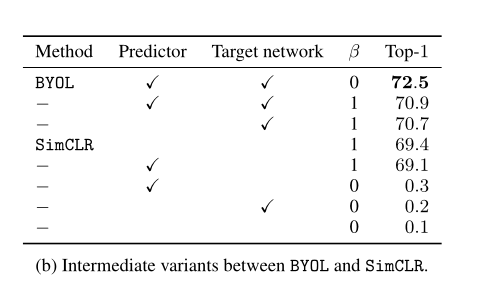 Method Predictor Target network β Top-1
BYOL ✓ ✓ 0 72.5
− ✓ ✓ 1 70.9
− ✓ 1 70.7
SimCLR 1 69.4
− ✓ 1 69.1
− ✓ 0 0.3
− ✓ 0 0.2
− 0 0.1
(b) Intermediate variants between BYOL and SimCLR.